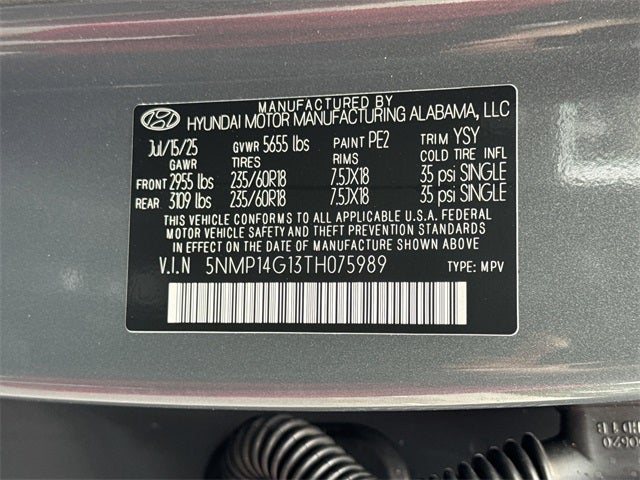 MANUFACTURED BY
HYUNDAI MOTOR MANUFACTURING ALABAMA, LLC
Jul/15/25 GVWR 5655 lbs PAINT PE2 TRIM YSY
GAWR TIRES RIMS COLD TIRE INFL
FRONT 2955 lbs 235/60R18 7.5JX18 35 psi SINGLE
REAR 3109 lbs 235/60R18 7.5JX18 35 psi SINGLE
THIS VEHICLE CONFORMS TO ALL APPLICABLE U.S.A. FEDERAL
MOTOR VEHICLE SAFETY AND THEFT PREVENTION STANDARDS
IN EFFECT ON THE DATE OF MANUFACTURE SHOWN ABOVE.
V.I.N 5NMP14G13TH075989 TYPE: MPV